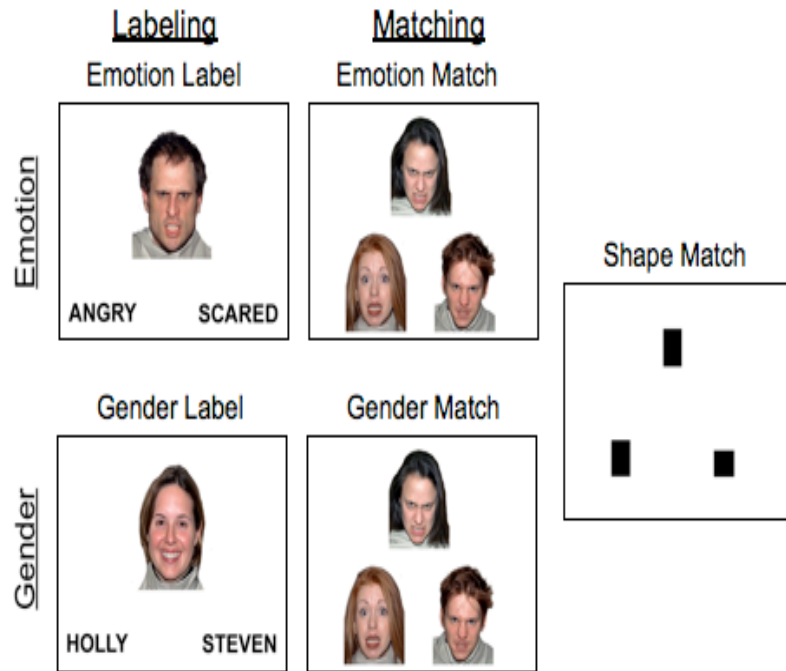 Labeling
Matching
Emotion Label
Emotion Match
Emotion
ANGRY SCARED
Shape Match
Gender Label
Gender Match
Gender
HOLLY STEVEN